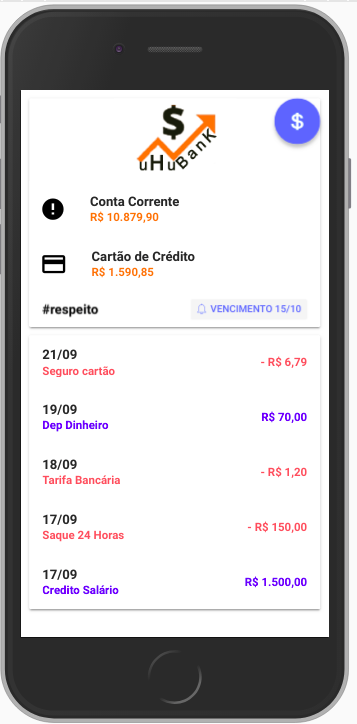 $
$
uHuBanK
Conta Corrente
R$ 10.879,90
Cartão de Crédito
R$ 1.590,85
#respeito
VENCIMENTO 15/10
21/09
Seguro cartão
- R$ 6,79
19/09
Dep Dinheiro
R$ 70,00
18/09
Tarifa Bancária
- R$ 1,20
17/09
Saque 24 Horas
- R$ 150,00
17/09
Credito Salário
R$ 1.500,00